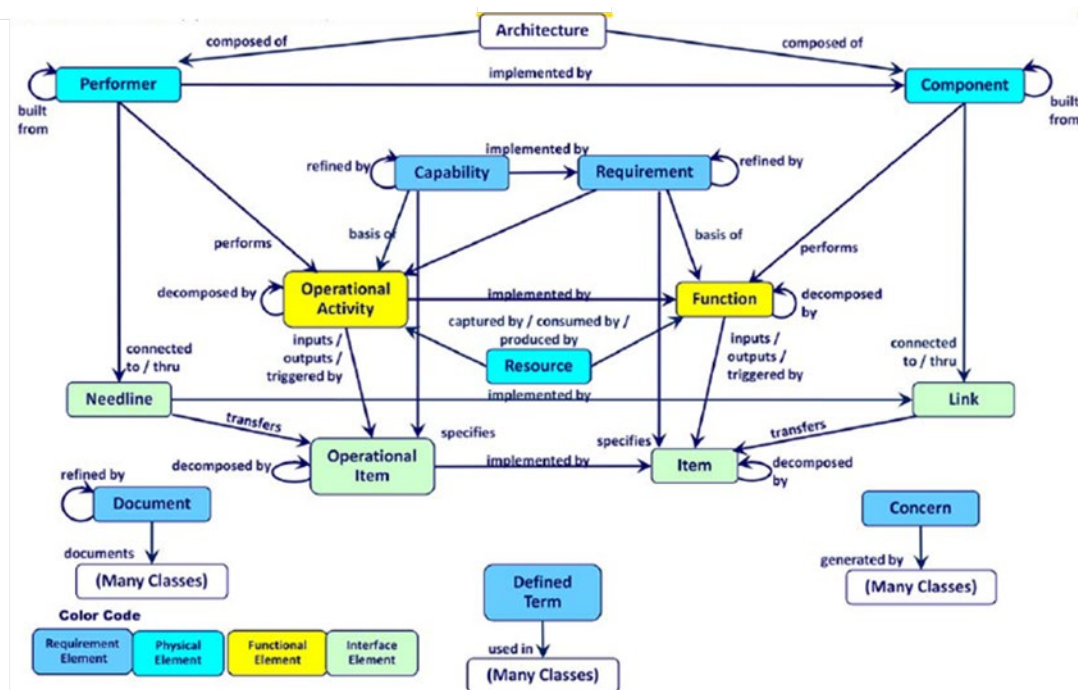 Architecture
composed of
composed of
Performer
implemented by
Component
built
from
built
from
implemented by
refined by
Capability
Requirement
refined by
performs
basis of
basis of
performs
decomposed by
Operational
Activity
implemented by
Function
decomposed
by
captured by / consumed by /
produced by
inputs /
outputs /
triggered by
Resource
inputs /
outputs /
triggered by
connected
to / thru
connected
to / thru
Needline
implemented by
Link
transfers
transfers
specifies
specifies
decomposed by
Operational
Item
implemented by
Item
decomposed
by
refined by
Document
Concern
documents
(Many Classes)
generated by
(Many Classes)
Defined
Term
used in
(Many Classes)
Color Code
Requirement
Element
Physical
Element
Functional
Element
Interface
Element